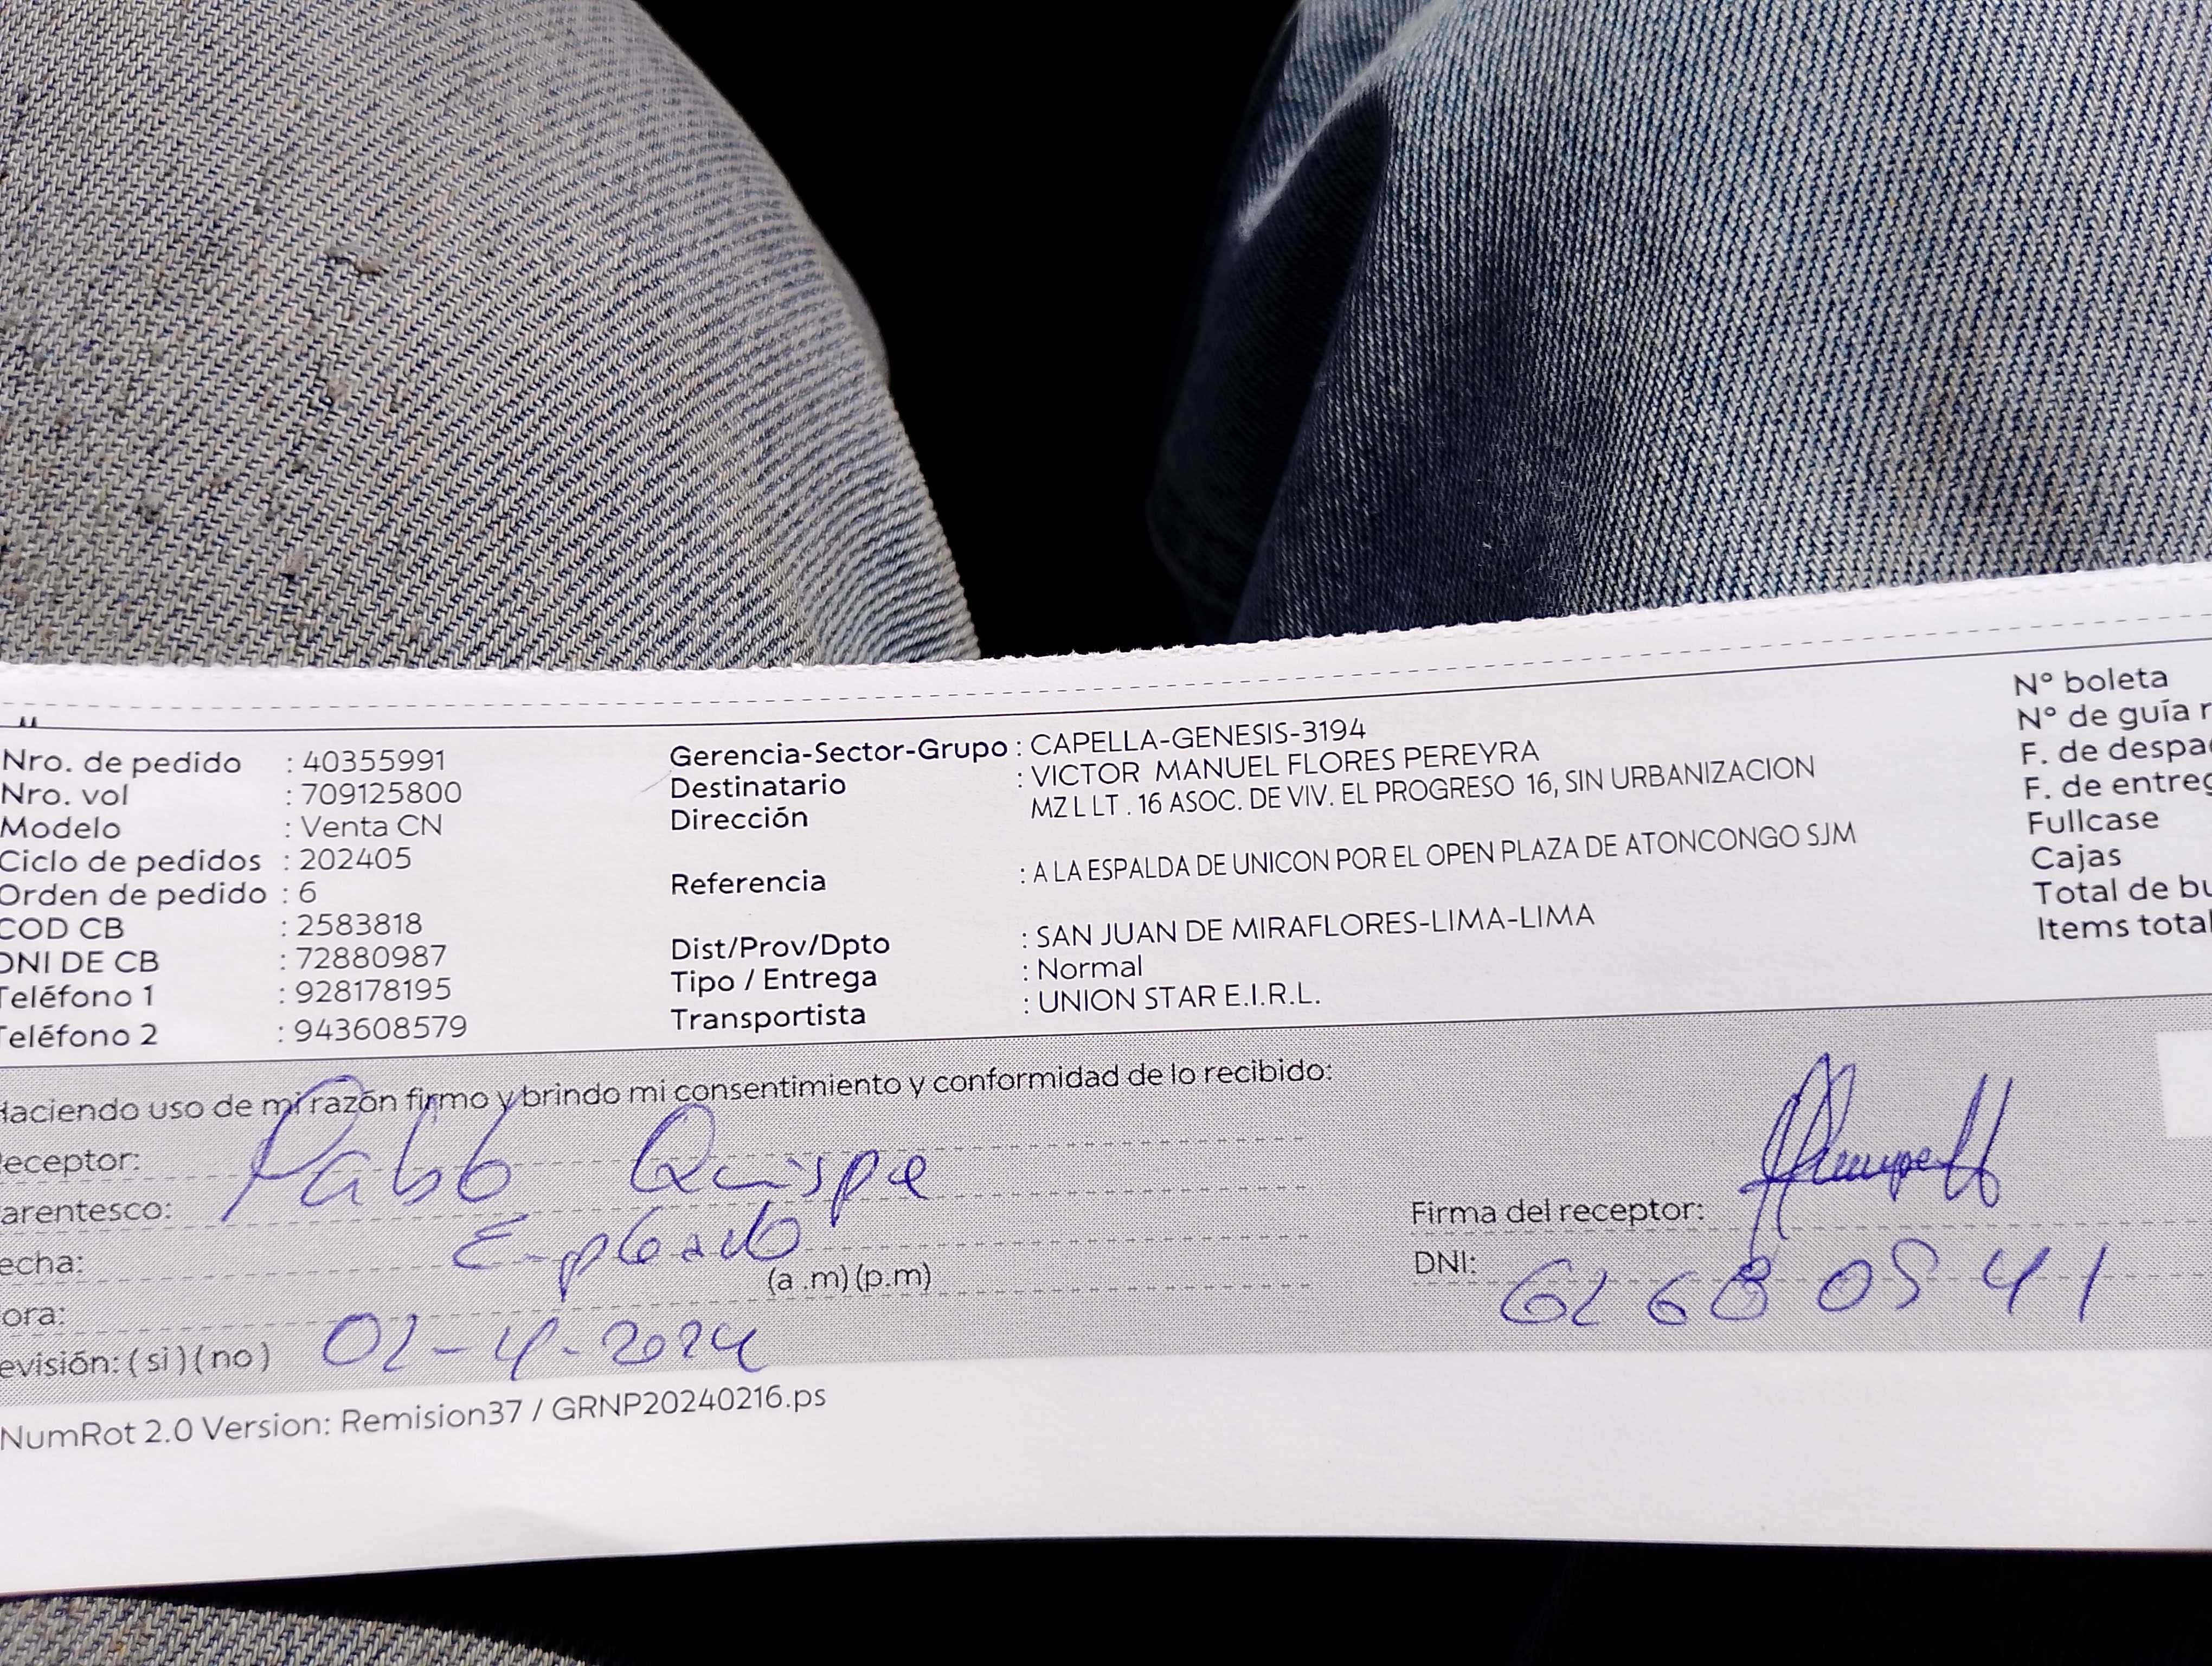 Nro. de pedido : 40355991
Nro. vol : 709125800
Modelo : Venta CN
Ciclo de pedidos : 202405
Orden de pedido : 6
COD CB : 2583818
DNI DE CB : 72880987
Teléfono 1 : 928178195
Teléfono 2 : 943608579
Gerencia-Sector-Grupo : CAPELLA-GENESIS-3194
Destinatario : VICTOR MANUEL FLORES PEREYRA
Dirección : MZ L LT . 16 ASOC. DE VIV. EL PROGRESO 16, SIN URBANIZACION
Referencia : A LA ESPALDA DE UNICON POR EL OPEN PLAZA DE ATONCONGO SJM
Dist/Prov/Dpto : SAN JUAN DE MIRAFLORES-LIMA-LIMA
Tipo / Entrega : Normal
Transportista : UNION STAR E.I.R.L.
N° boleta
N° de guía r
F. de despa
F. de entreg
Fullcase
Cajas
Total de bu
Items total
Haciendo uso de mi razón firmo y brindo mi consentimiento y conformidad de lo recibido:
eceptor: Pablo Quispe
arentesco: Empleado
echa:
ora: (a .m) (p.m)
evisión: ( si ) ( no ) 02-4-2024
Firma del receptor:
DNI:
NumRot 2.0 Version: Remision37 / GRNP20240216.ps